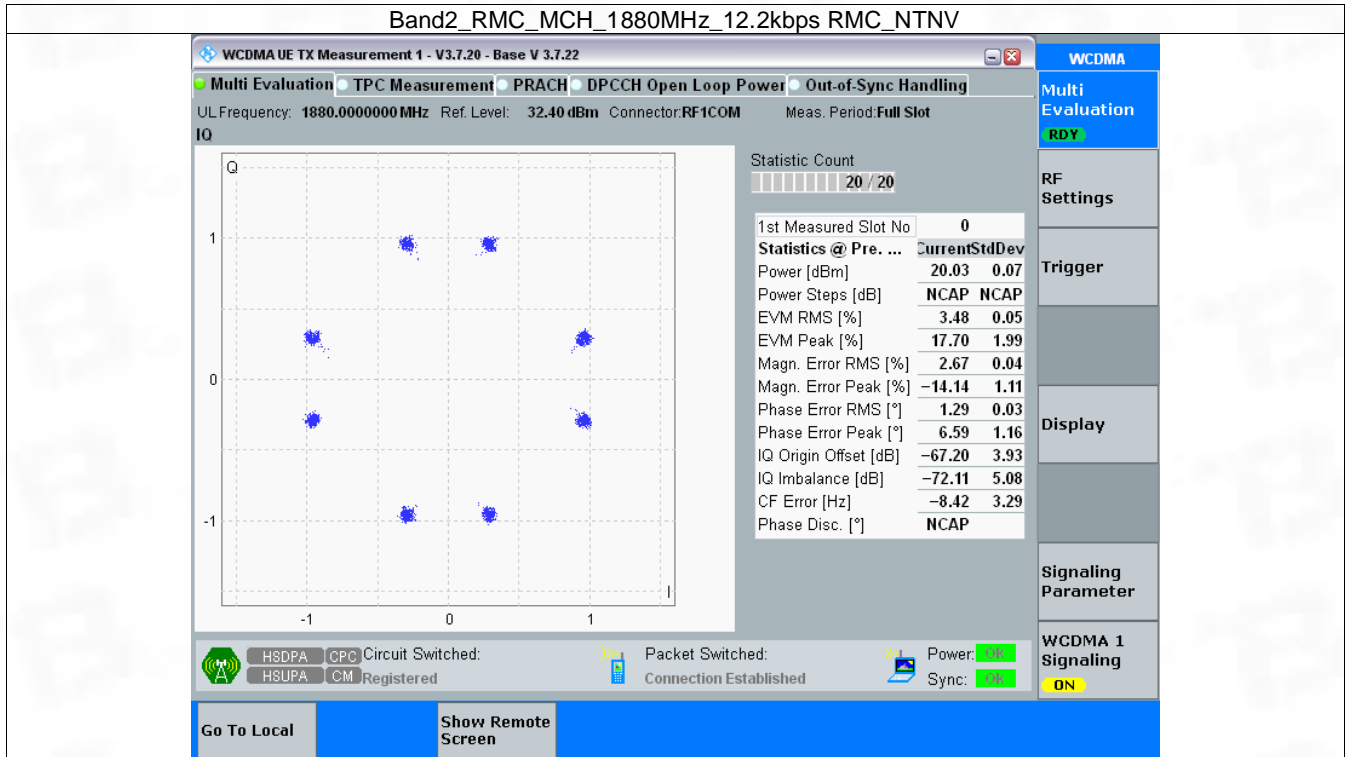 Band2_RMC_MCH_1880MHz_12.2kbps RMC_NTNV
WCDMA UE TX Measurement 1 - V3.7.20 - Base V 3.7.22
WCDMA
Multi Evaluation TPC Measurement PRACH DPCCH Open Loop Power Out-of-Sync Handling
Multi
Evaluation
RDY
UL Frequency: 1880.0000000 MHz Ref. Level: 32.40 dBm Connector:RF1COM Meas. Period:Full Slot
IQ
Q
1
0
-1
-1 0 1
I
Statistic Count
20 / 20
1st Measured Slot No 0
Statistics @ Pre. ... Current StdDev
Power [dBm] 20.03 0.07
Power Steps [dB] NCAP NCAP
EVM RMS [%] 3.48 0.05
EVM Peak [%] 17.70 1.99
Magn. Error RMS [%] 2.67 0.04
Magn. Error Peak [%] −14.14 1.11
Phase Error RMS [°] 1.29 0.03
Phase Error Peak [°] 6.59 1.16
IQ Origin Offset [dB] −67.20 3.93
IQ Imbalance [dB] −72.11 5.08
CF Error [Hz] −8.42 3.29
Phase Disc. [°] NCAP
RF
Settings
Trigger
Display
Signaling
Parameter
WCDMA 1
Signaling
ON
HSDPA CPC Circuit Switched: Packet Switched: Power: Ok
HSUPA CM Registered Connection Established Sync: Ok
Go To Local
Show Remote
Screen